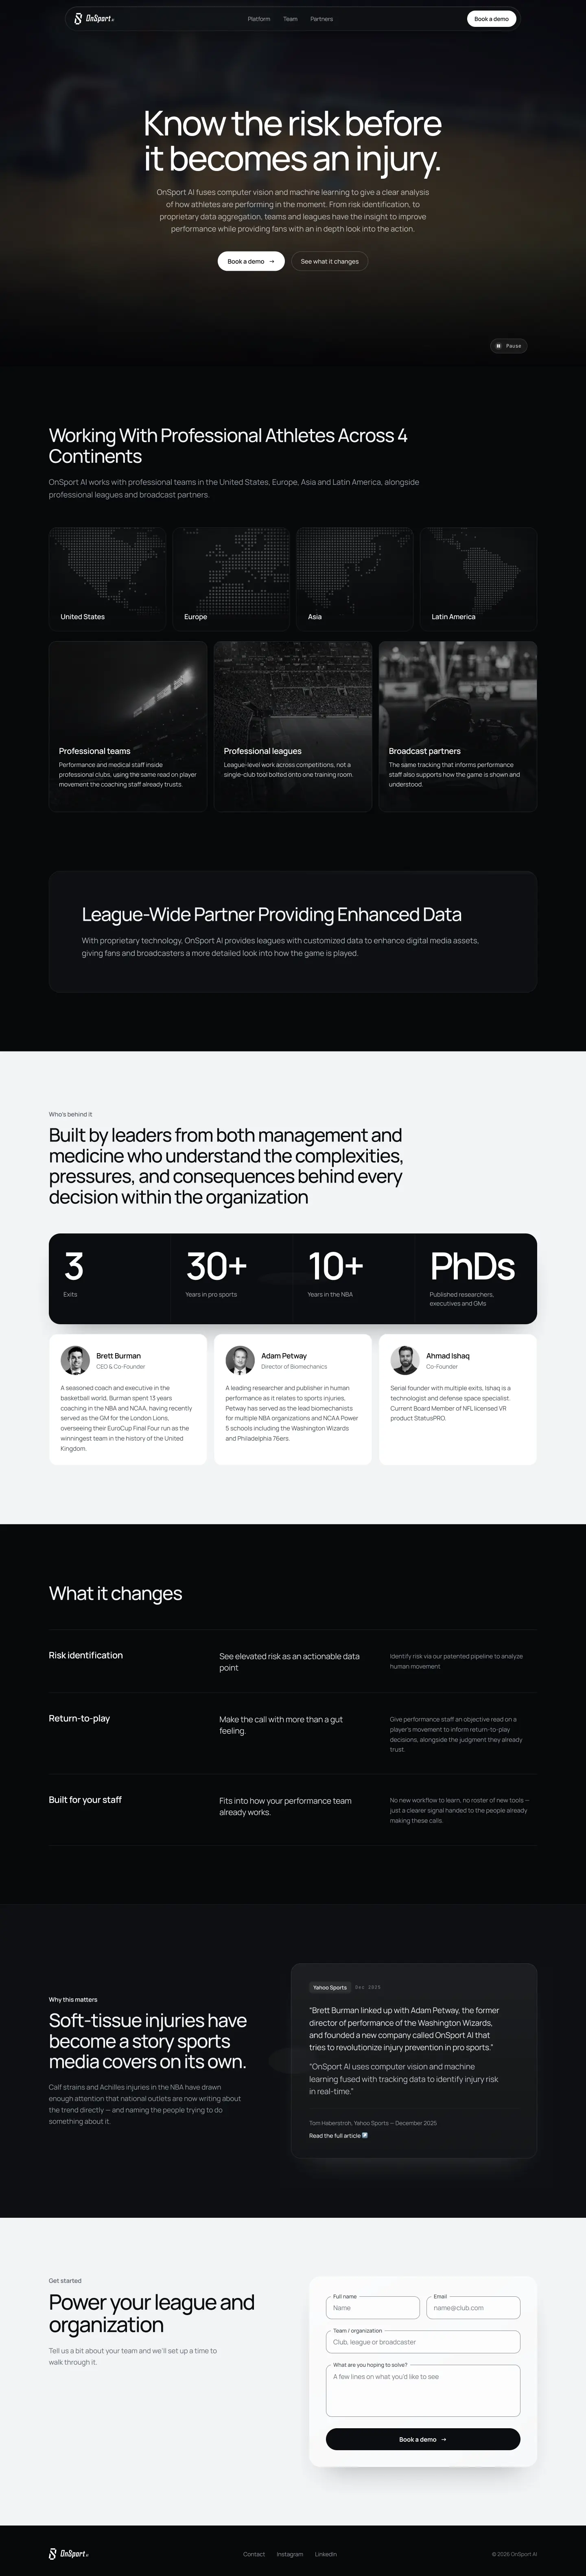 OnSport.ai
Platform
Team
Partners
Book a demo
Know the risk before
it becomes an injury.
OnSport AI fuses computer vision and machine learning to give a clear analysis
of how athletes are performing in the moment. From risk identification, to
proprietary data aggregation, teams and leagues have the insight to improve
performance while providing fans with an in depth look into the action.
Book a demo →
See what it changes
Pause
Working With Professional Athletes Across 4
Continents
OnSport AI works with professional teams in the United States, Europe, Asia and Latin America, alongside
professional leagues and broadcast partners.
United States
Europe
Asia
Latin America
Professional teams
Performance and medical staff inside
professional clubs, using the same read on player
movement the coaching staff already trusts.
Professional leagues
League-level work across competitions, not a
single-club tool bolted onto one training room.
Broadcast partners
The same tracking that informs performance
staff also supports how the game is shown and
understood.
League-Wide Partner Providing Enhanced Data
With proprietary technology, OnSport AI provides leagues with customized data to enhance digital media assets,
giving fans and broadcasters a more detailed look into how the game is played.
Who's behind it
Built by leaders from both management and
medicine who understand the complexities,
pressures, and consequences behind every
decision within the organization
3
Exits
30+
Years in pro sports
10+
Years in the NBA
PhDs
Published researchers,
executives and GMs
Brett Burman
CEO & Co-Founder
A seasoned coach and executive in the
basketball world, Burman spent 13 years
coaching in the NBA and NCAA, having recently
served as the GM for the London Lions,
overseeing their EuroCup Final Four run as the
winningest team in the history of the United
Kingdom.
Adam Petway
Director of Biomechanics
A leading researcher and publisher in human
performance as it relates to sports injuries,
Petway has served as the lead biomechanists
for multiple NBA organizations and NCAA Power
5 schools including the Washington Wizards
and Philadelphia 76ers.
Ahmad Ishaq
Co-Founder
Serial founder with multiple exits, Ishaq is a
technologist and defense space specialist.
Current Board Member of NFL licensed VR
product StatusPRO.
What it changes
Risk identification
See elevated risk as an actionable data
point
Identify risk via our patented pipeline to analyze
human movement
Return-to-play
Make the call with more than a gut
feeling.
Give performance staff an objective read on a
player's movement to inform return-to-play
decisions, alongside the judgment they already
trust.
Built for your staff
Fits into how your performance team
already works.
No new workflow to learn, no roster of new tools —
just a clearer signal handed to the people already
making these calls.
Why this matters
Soft-tissue injuries have
become a story sports
media covers on its own.
Calf strains and Achilles injuries in the NBA have drawn
enough attention that national outlets are now writing about
the trend directly — and naming the people trying to do
something about it.
Yahoo Sports
Dec 2025
“Brett Burman linked up with Adam Petway, the former
director of performance of the Washington Wizards,
and founded a new company called OnSport AI that
tries to revolutionize injury prevention in pro sports.”
“OnSport AI uses computer vision and machine
learning fused with tracking data to identify injury risk
in real-time.”
Tom Haberstroh, Yahoo Sports — December 2025
Read the full article ↗
Get started
Power your league and
organization
Tell us a bit about your team and we'll set up a time to
walk through it.
Full name
Name
Email
name@club.com
Team / organization
Club, league or broadcaster
What are you hoping to solve?
A few lines on what you'd like to see
Book a demo →
OnSport.ai
Contact
Instagram
LinkedIn
© 2026 OnSport AI